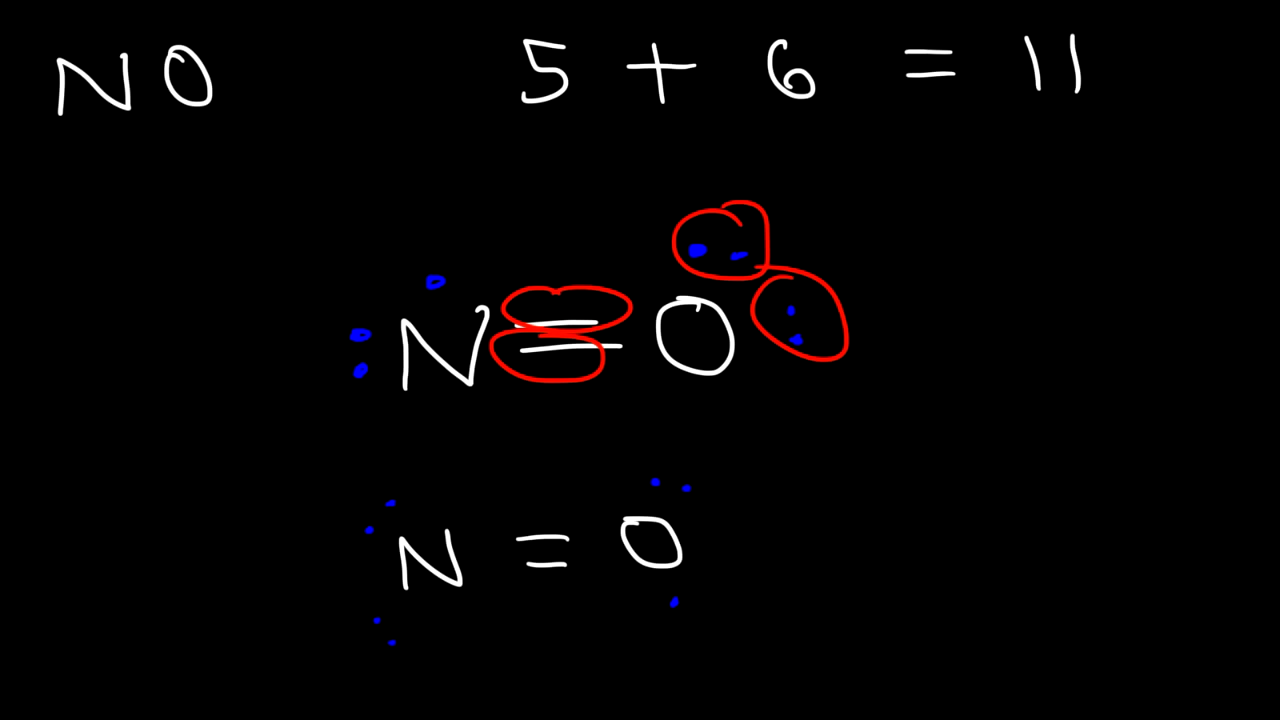 NO 5 + 6 = 11
N = O
N = O